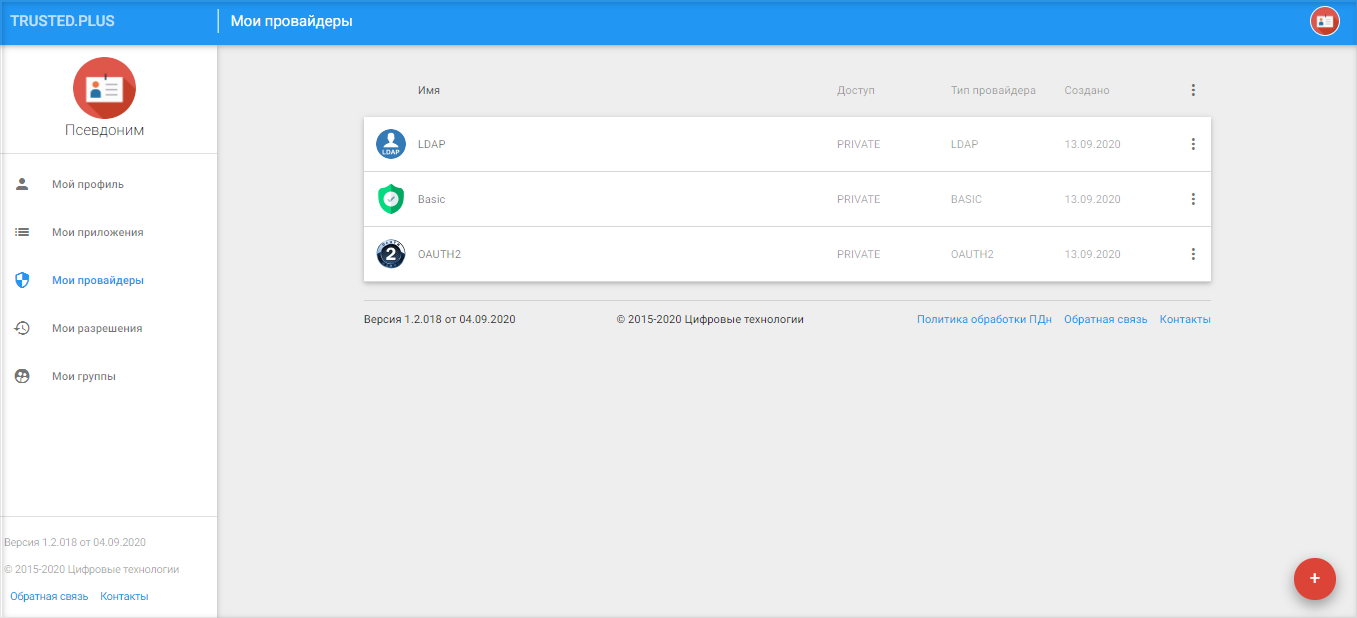 TRUSTED.PLUS
Мои провайдеры
Псевдоним
Мой профиль
Мои приложения
Мои провайдеры
Мои разрешения
Мои группы
Версия 1.2.018 от 04.09.2020
© 2015-2020 Цифровые технологии
Обратная связь Контакты
Имя Доступ Тип провайдера Создано
LDAP LDAP PRIVATE LDAP 13.09.2020
Basic PRIVATE BASIC 13.09.2020
2 OAUTH2 PRIVATE OAUTH2 13.09.2020
Версия 1.2.018 от 04.09.2020 © 2015-2020 Цифровые технологии Политика обработки ПДн Обратная связь Контакты
+